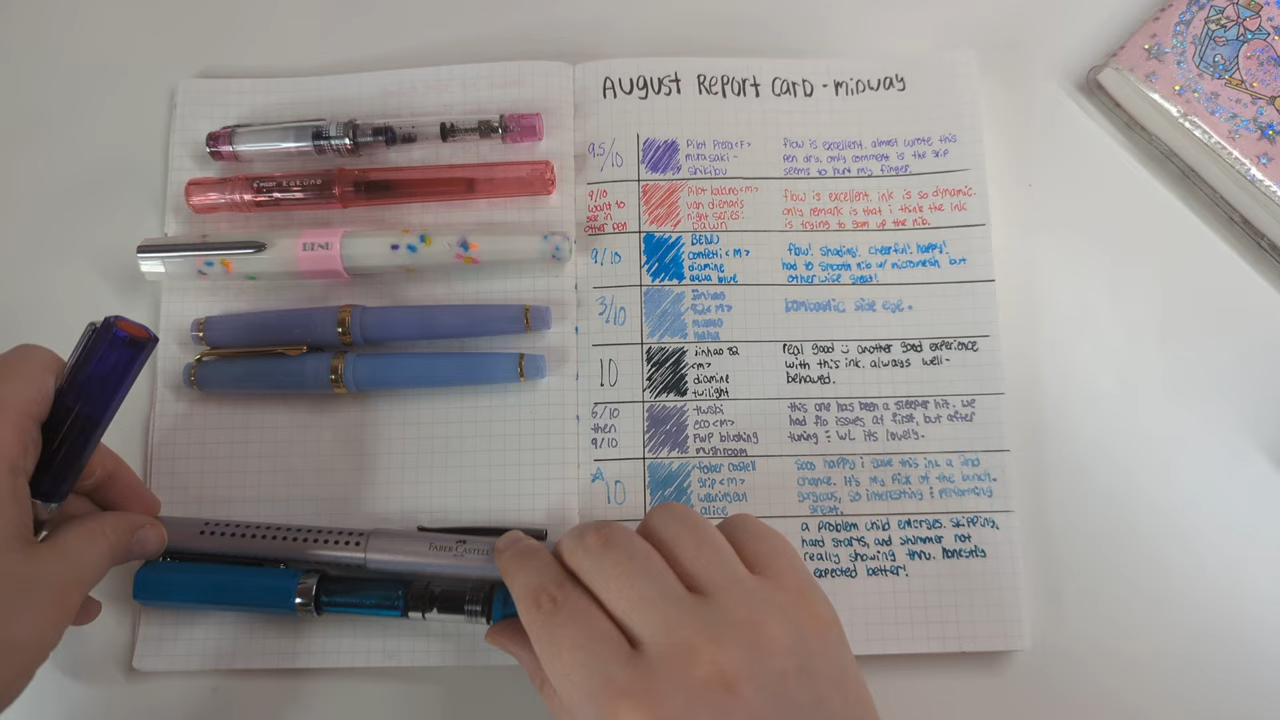 AUGUST REPORT CARD - MIDWAY
9.5/10
Pilot Prera <F>
murasaki-
shikibu
flow is excellent. almost wrote this
pen dry. only comment is the grip
seems to hurt my finger.
9/10
want to
see in
other pen
Pilot kakuno <M>
van diemans
night series:
Dawn
flow is excellent. ink is so dynamic.
only remark is that i think the ink
is trying to gum up the nib.
9/10
BENU
confetti <M>
diamine
aqua blue
flow! shading! cheerful! happy!
had to smooth nib w/ micromesh but
otherwise great!
3/10
jinhao
82 <M>
haha
bombastic side eye.
10
Jinhao 82
<M>
diamine
twilight
real good another good experience
with this ink. always well-
behaved.
6/10
then
9/10
twsbi
eco <M>
FWP blushing
mushroom
this one has been a sleeper hit. we
had flo issues at first, but after
tuning & WL its lovely.
10
faber castell
grip <M>
wearingeul
alice
sooo happy i gave this ink a 2nd
chance. it's my pick of the bunch.
gorgeous, so interesting & performing
great.
a problem child emerges. skipping,
hard starts, and shimmer not
really showing thru. honestly
expected better!
PILOT kakuno
BENU
FABER-CASTELL